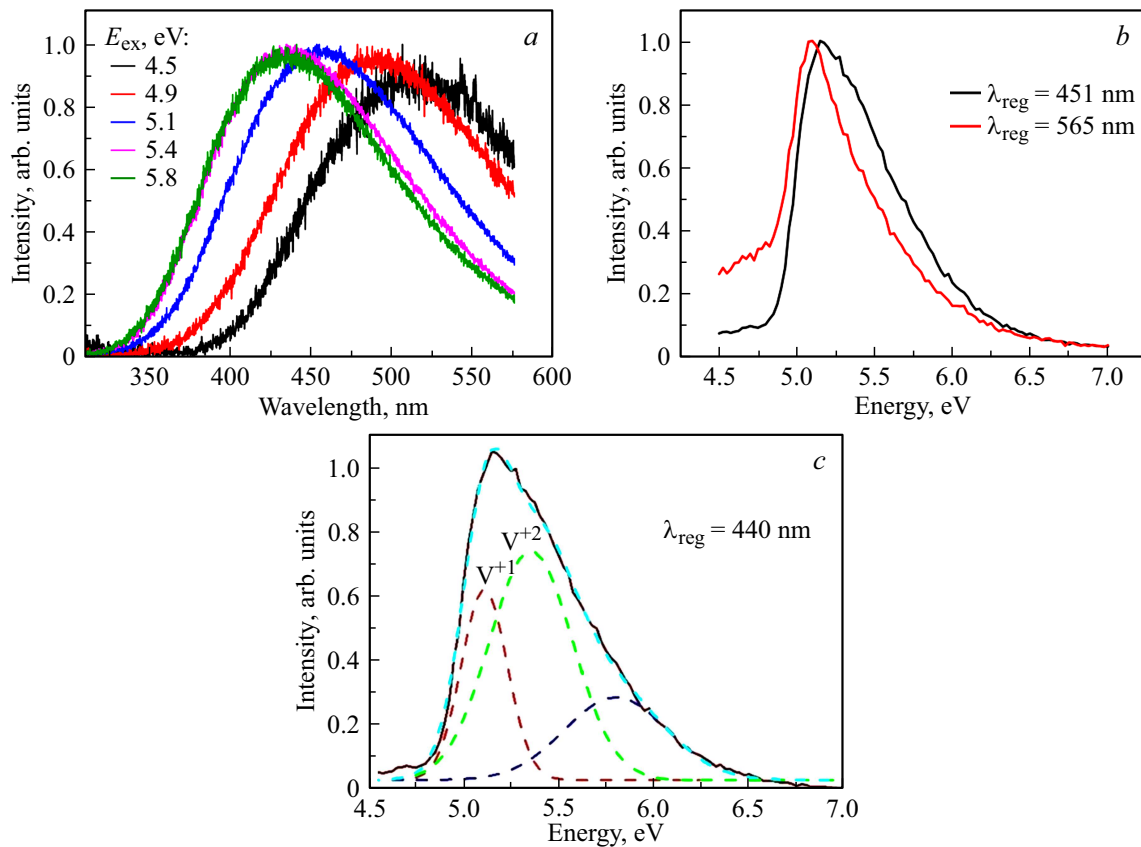 E_ex, eV:
4.5
4.9
5.1
5.4
5.8
a
1.0
0.8
0.6
0.4
0.2
0
Intensity, arb. units
350
400
450
500
550
600
Wavelength, nm
b
λ_reg = 451 nm
λ_reg = 565 nm
1.0
0.8
0.6
0.4
0.2
0
Intensity, arb. units
4.5
5.0
5.5
6.0
6.5
7.0
Energy, eV
c
λ_reg = 440 nm
V^+2
V^+1
1.0
0.8
0.6
0.4
0.2
0
Intensity, arb. units
4.5
5.0
5.5
6.0
6.5
7.0
Energy, eV